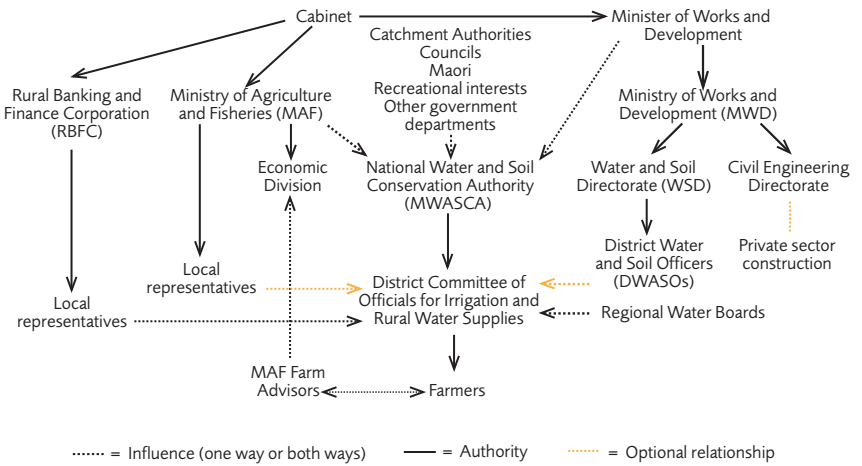 Cabinet
Minister of Works and
Development
Catchment Authorities
Councils
Maori
Recreational interests
Other government
departments
Rural Banking and
Finance Corporation
(RBFC)
Ministry of Agriculture
and Fisheries (MAF)
Ministry of Works and
Development (MWD)
Economic
Division
National Water and Soil
Conservation Authority
(MWASCA)
Water and Soil
Directorate (WSD)
Civil Engineering
Directorate
District Water
and Soil Officers
(DWASOs)
Private sector
construction
Local
representatives
District Committee of
Officials for Irrigation and
Rural Water Supplies
Local
representatives
Regional Water Boards
MAF Farm
Advisors
Farmers
= Influence (one way or both ways)
= Authority
= Optional relationship